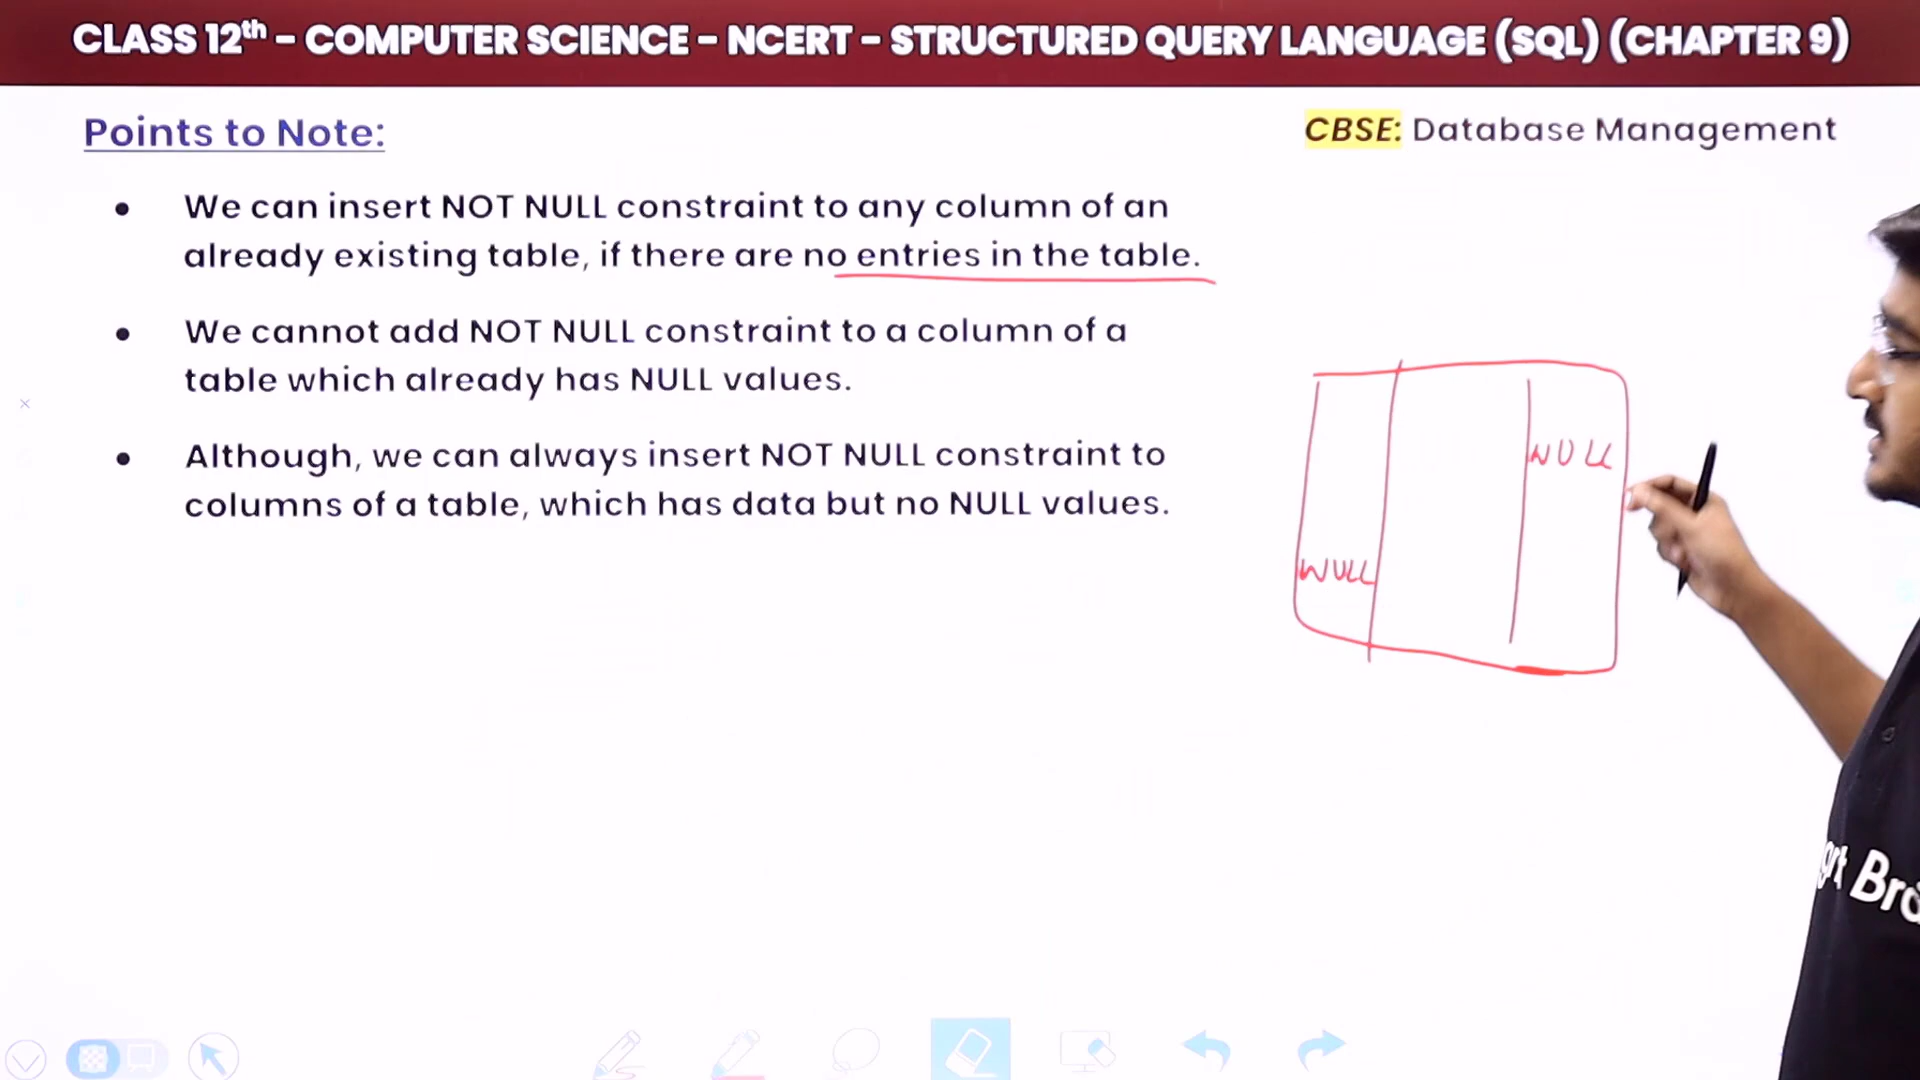 CLASS 12th – COMPUTER SCIENCE – NCERT – STRUCTURED QUERY LANGUAGE (SQL) (CHAPTER 9)
Points to Note:
CBSE: Database Management
• We can insert NOT NULL constraint to any column of an
already existing table, if there are no entries in the table.
• We cannot add NOT NULL constraint to a column of a
table which already has NULL values.
• Although, we can always insert NOT NULL constraint to
columns of a table, which has data but no NULL values.
NULL
NULL